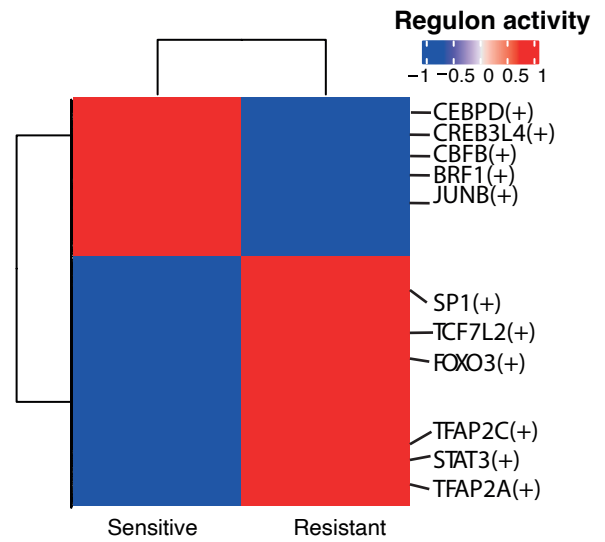 Regulon activity
−1 −0.5 0 0.5 1
CEBPD(+)
CREB3L4(+)
CBFB(+)
BRF1(+)
JUNB(+)
SP1(+)
TCF7L2(+)
FOXO3(+)
TFAP2C(+)
STAT3(+)
TFAP2A(+)
Sensitive Resistant